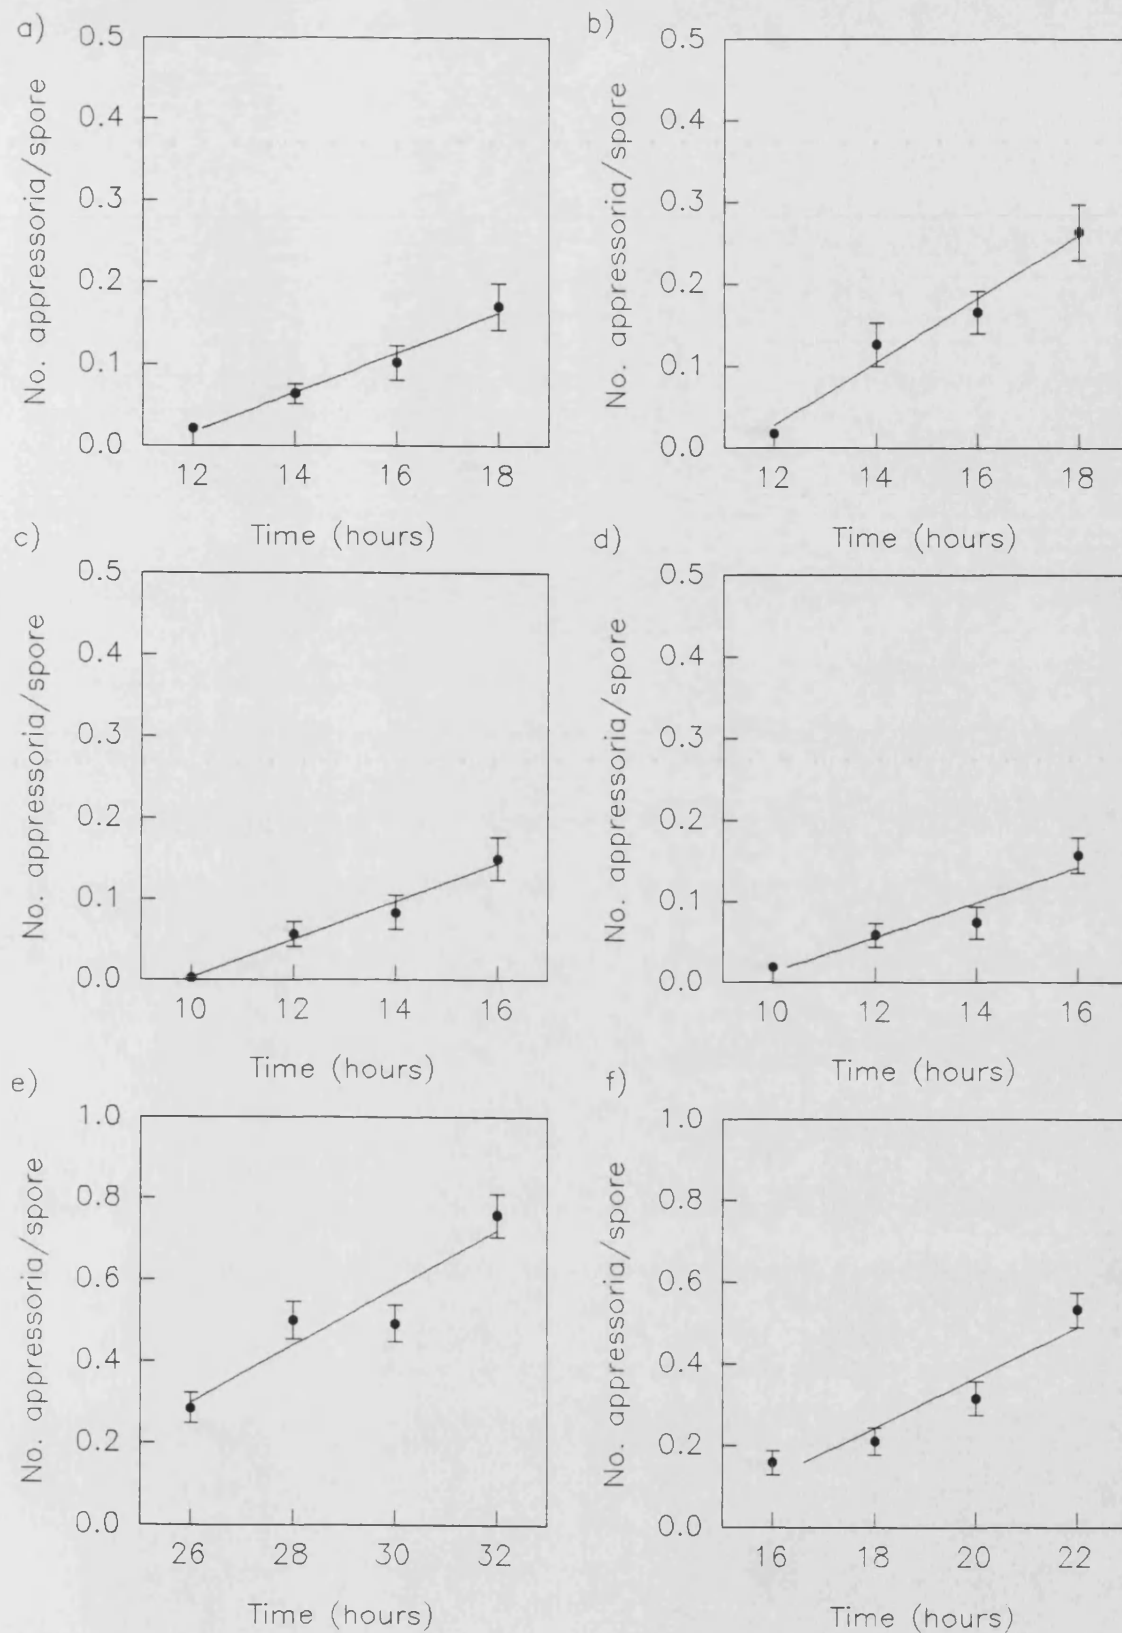 a)
No. appressoria/spore
0.5
0.4
0.3
0.2
0.1
0.0
12 14 16 18
Time (hours)
b)
No. appressoria/spore
0.5
0.4
0.3
0.2
0.1
0.0
12 14 16 18
Time (hours)
c)
No. appressoria/spore
0.5
0.4
0.3
0.2
0.1
0.0
10 12 14 16
Time (hours)
d)
No. appressoria/spore
0.5
0.4
0.3
0.2
0.1
0.0
10 12 14 16
Time (hours)
e)
No. appressoria/spore
1.0
0.8
0.6
0.4
0.2
0.0
26 28 30 32
Time (hours)
f)
No. appressoria/spore
1.0
0.8
0.6
0.4
0.2
0.0
16 18 20 22
Time (hours)